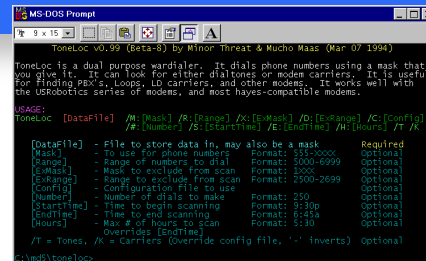 MS-DOS Prompt
9 x 15
A
ToneLoc v0.99 (Beta-8) by Minor Threat & Mucho Maas (Mar 07 1994)
ToneLoc is a dual purpose wardialer. It dials phone numbers using a mask that
you give it. It can look for either dialtones or modem carriers. It is usefu
for finding PBX's, Loops, LD carriers, and other modems. It works well with
the USRobotics series of modems, and most hayes-compatible modems.
USAGE:
ToneLoc [DataFile] /M:[Mask] /R:[Range] /X:[ExMask] /D:[ExRange] /C:[Config]
/#:[Number] /S:[StartTime] /E:[EndTime] /H:[Hours] /T /K
[DataFile] - File to store data in, may also be a mask Required
[Mask] - To use for phone numbers Format: 555-XXXX Optional
[Range] - Range of numbers to dial Format: 5000-6999 Optional
[ExMask] - Mask to exclude from scan Format: 1XXX Optional
[ExRange] - Range to exclude from scan Format: 2500-2699 Optional
[Config] - Configuration file to use Optional
[Number] - Number of dials to make Format: 250 Optional
[StartTime] - Time to begin scanning Format: 9:30p Optional
[EndTime] - Time to end scanning Format: 6:45a Optional
[Hours] - Max # of hours to scan Format: 5:30 Optional
Overrides [EndTime]
/T = Tones, /K = Carriers (Override config file, '-' inverts) Optional
C:\md5\toneloc>